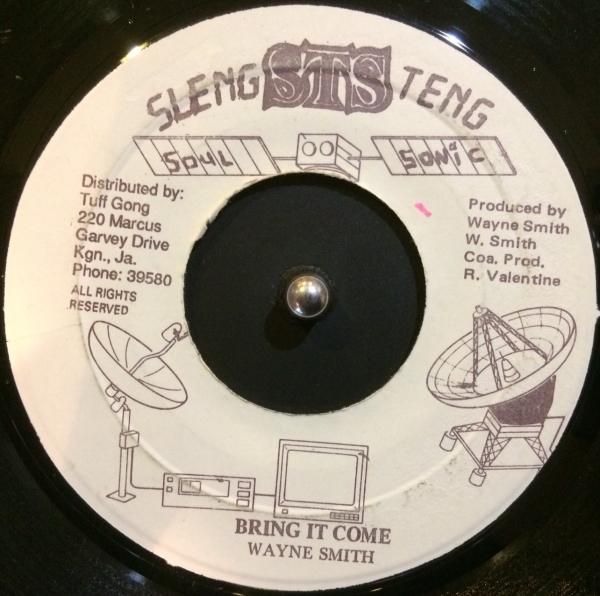 SLENG STS TENG
SOUL SONiC
Distributed by:
Tuff Gong
220 Marcus
Garvey Drive
Kgn., Ja.
Phone: 39580
ALL RIGHTS
RESERVED
Produced by
Wayne Smith
W. Smith
Coa. Prod.
R. Valentine
BRING IT COME
WAYNE SMITH